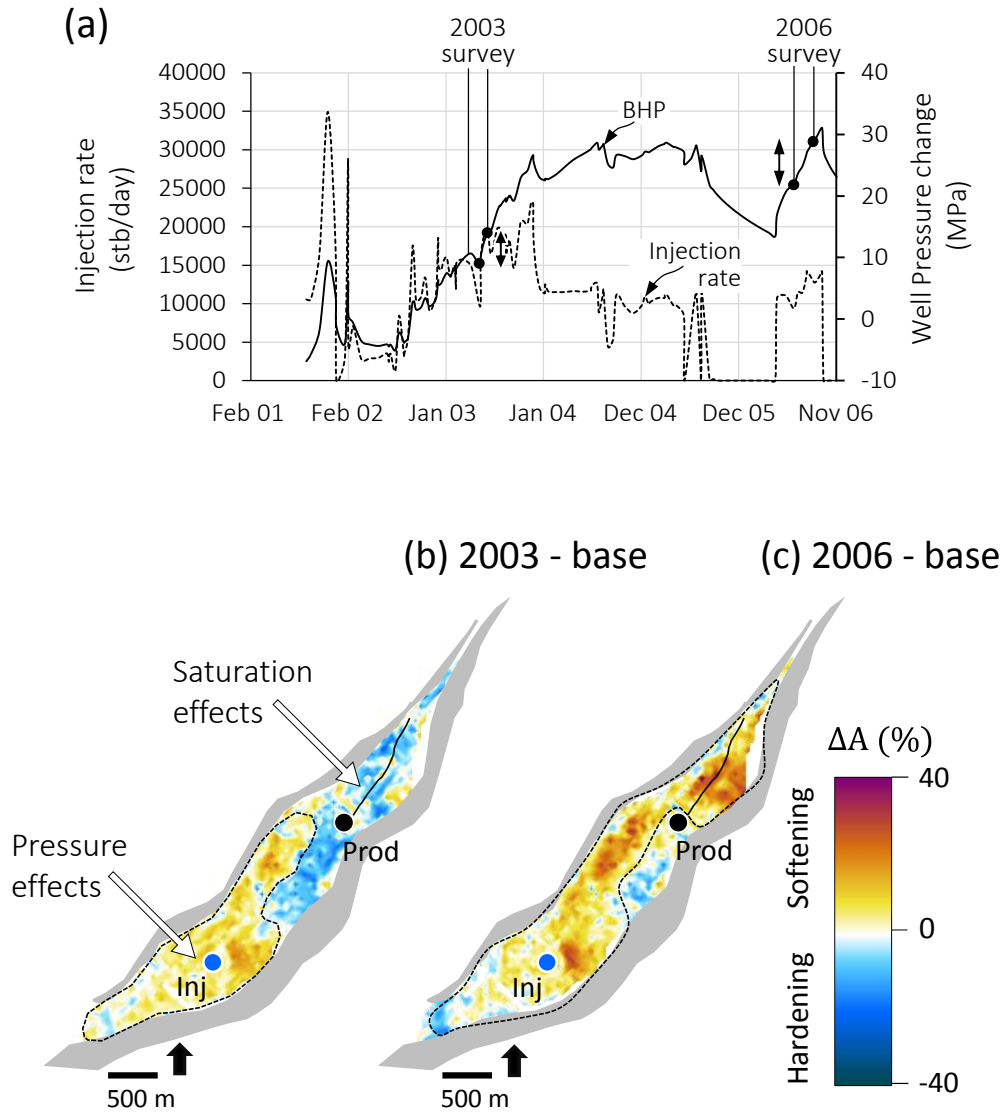 (a)
2003
survey
2006
survey
40000
35000
30000
25000
20000
15000
10000
5000
0
Injection rate
(stb/day)
40
30
20
10
0
-10
Well Pressure change
(MPa)
BHP
Injection
rate
Feb 01
Feb 02
Jan 03
Jan 04
Dec 04
Dec 05
Nov 06
(b) 2003 - base
(c) 2006 - base
Saturation
effects
Pressure
effects
Prod
Inj
500 m
Prod
Inj
500 m
ΔA (%)
40
0
-40
Softening
Hardening